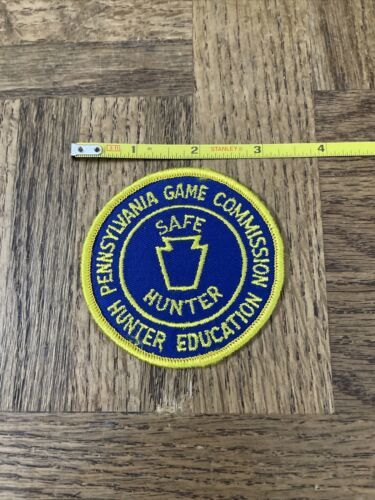 1 2 STANLEY® 3 4
PENNSYLVANIA GAME COMMISSION
SAFE
HUNTER
HUNTER EDUCATION